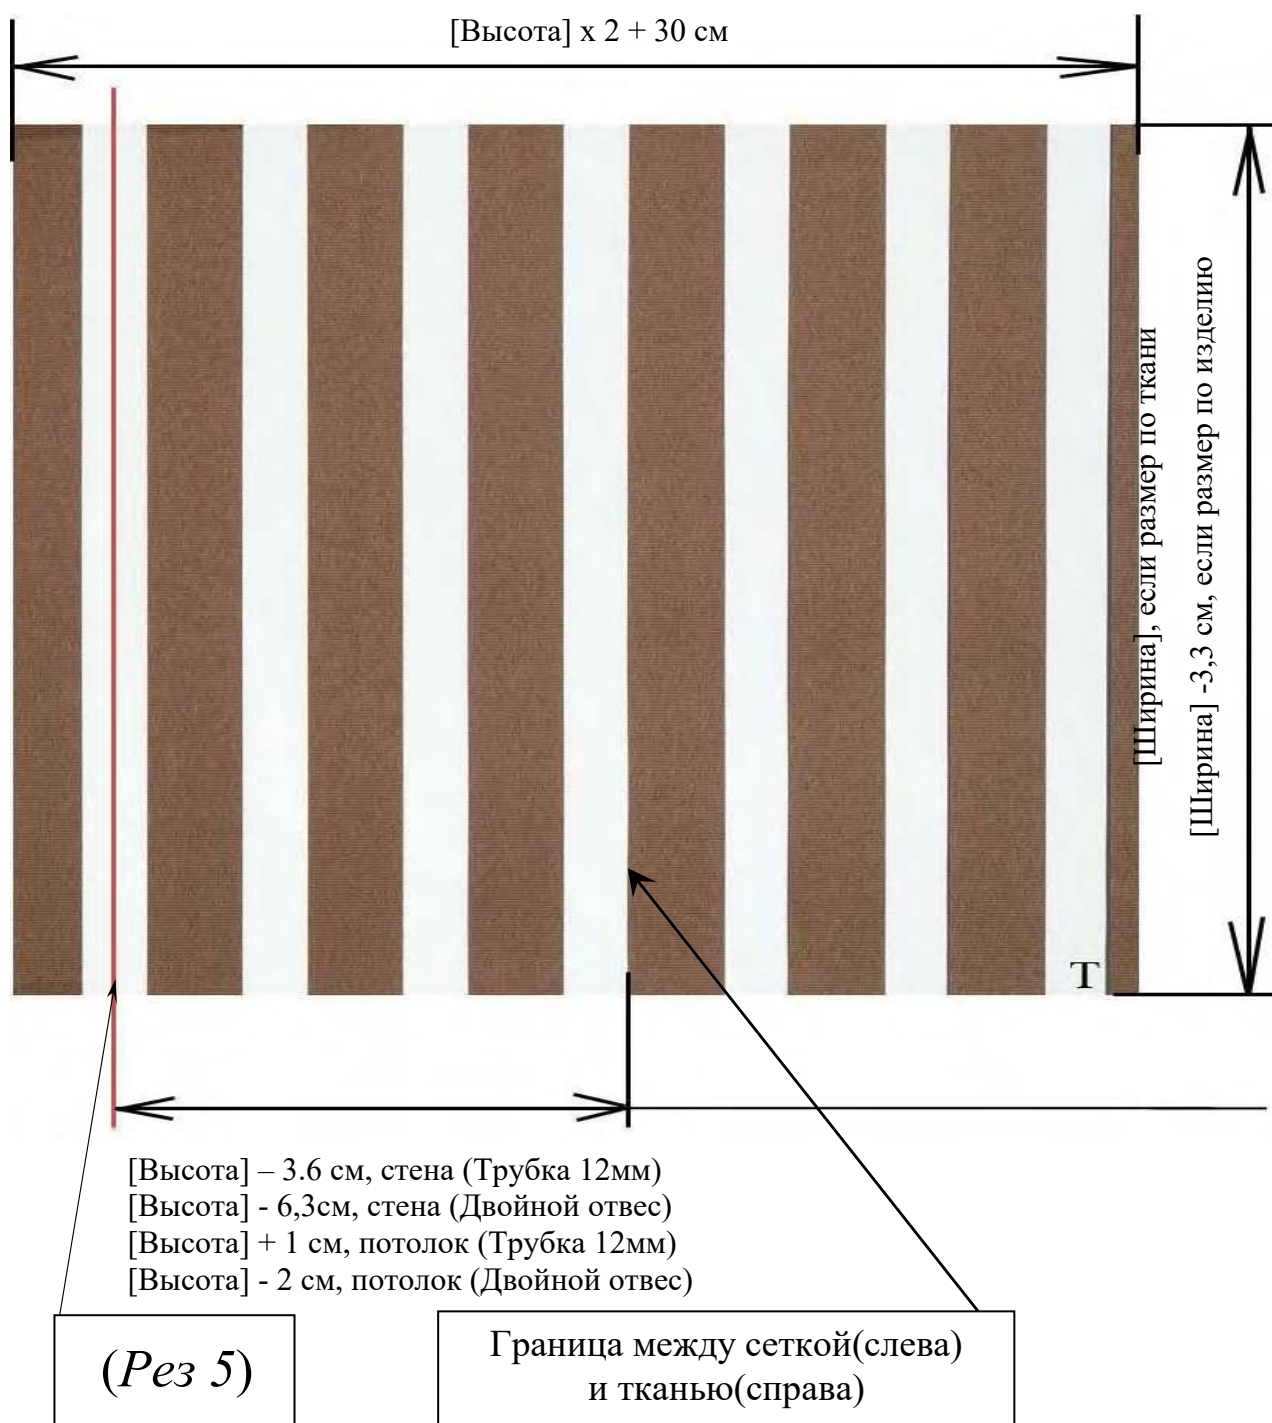 [Высота] x 2 + 30 см
[Ширина], если размер по ткани
[Ширина] -3,3 см, если размер по изделию
Т
[Высота] – 3.6 см, стена (Трубка 12мм)
[Высота] - 6,3см, стена (Двойной отвес)
[Высота] + 1 см, потолок (Трубка 12мм)
[Высота] - 2 см, потолок (Двойной отвес)
(Рез 5)
Граница между сеткой(слева)
и тканью(справа)